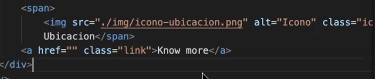 <span>
<img src="./img/icono-ubicacion.png" alt="Icono" class="ic
Ubicacion</span>
<a href="" class="link">Know more</a>
</div>